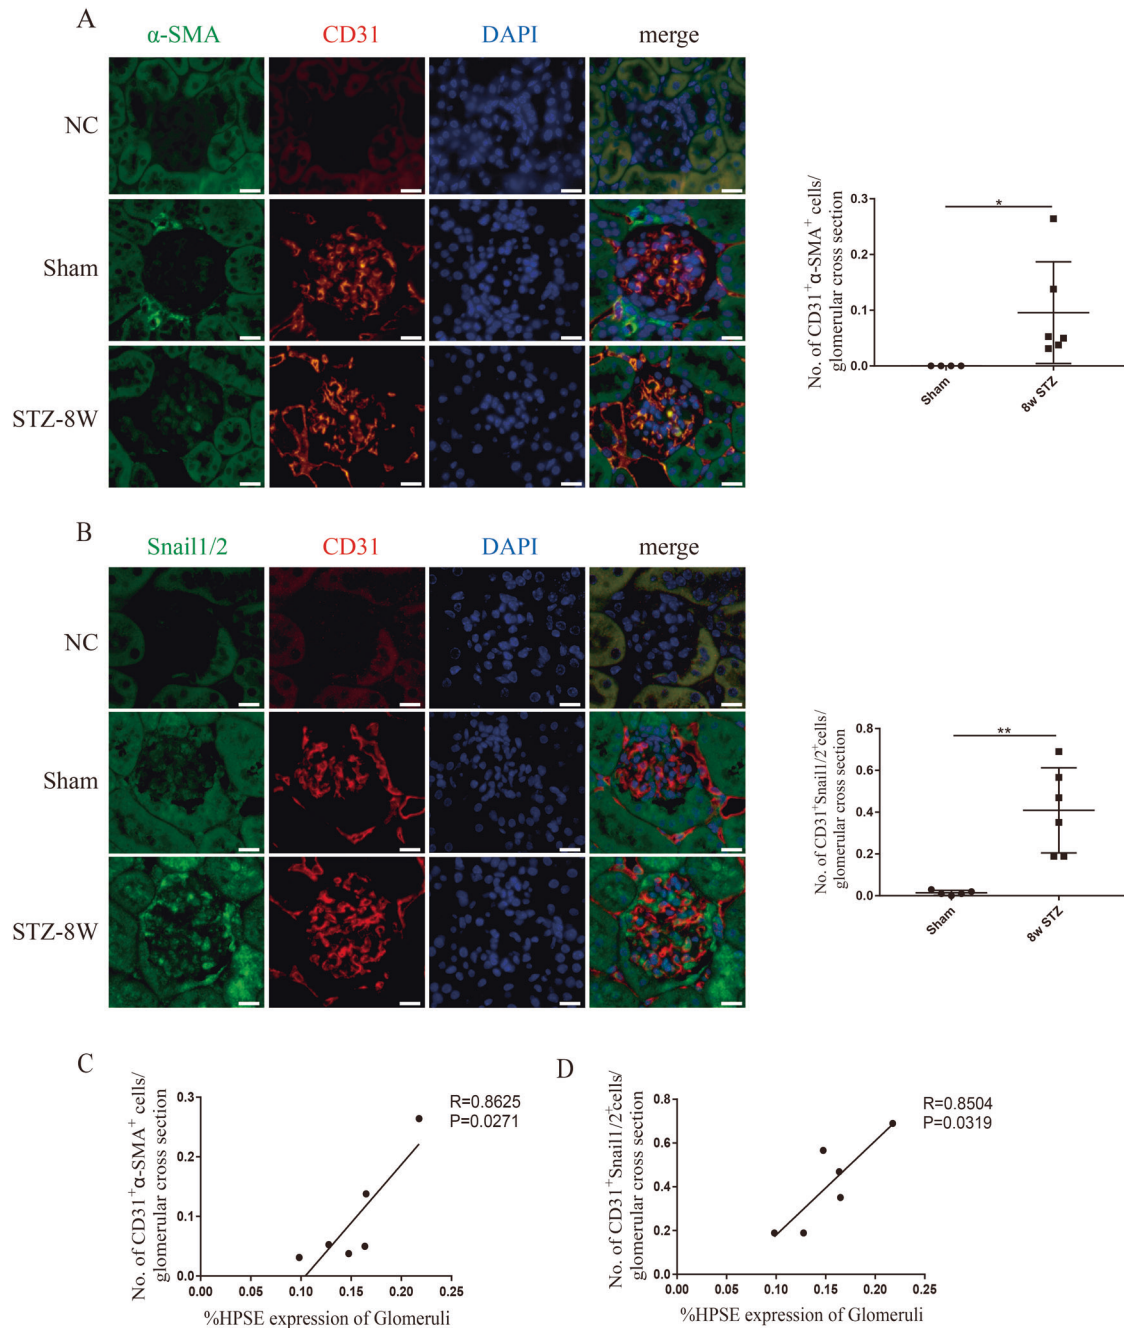 A
α-SMA CD31 DAPI merge
NC
Sham
STZ-8W
No. of CD31⁺α-SMA⁺ cells/
glomerular cross section
0.3
0.2
0.1
0.0
*
Sham
8w STZ
B
Snail1/2 CD31 DAPI merge
NC
Sham
STZ-8W
No. of CD31⁺Snail1/2⁺cells/
glomerular cross section
0.8
0.6
0.4
0.2
0.0
**
Sham
8w STZ
C
No. of CD31⁺α-SMA⁺ cells/
glomerular cross section
0.3
0.2
0.1
0.0
R=0.8625
P=0.0271
0.00 0.05 0.10 0.15 0.20 0.25
%HPSE expression of Glomeruli
D
No. of CD31⁺Snail1/2⁺cells/
glomerular cross section
0.8
0.6
0.4
0.2
0.0
R=0.8504
P=0.0319
0.00 0.05 0.10 0.15 0.20 0.25
%HPSE expression of Glomeruli